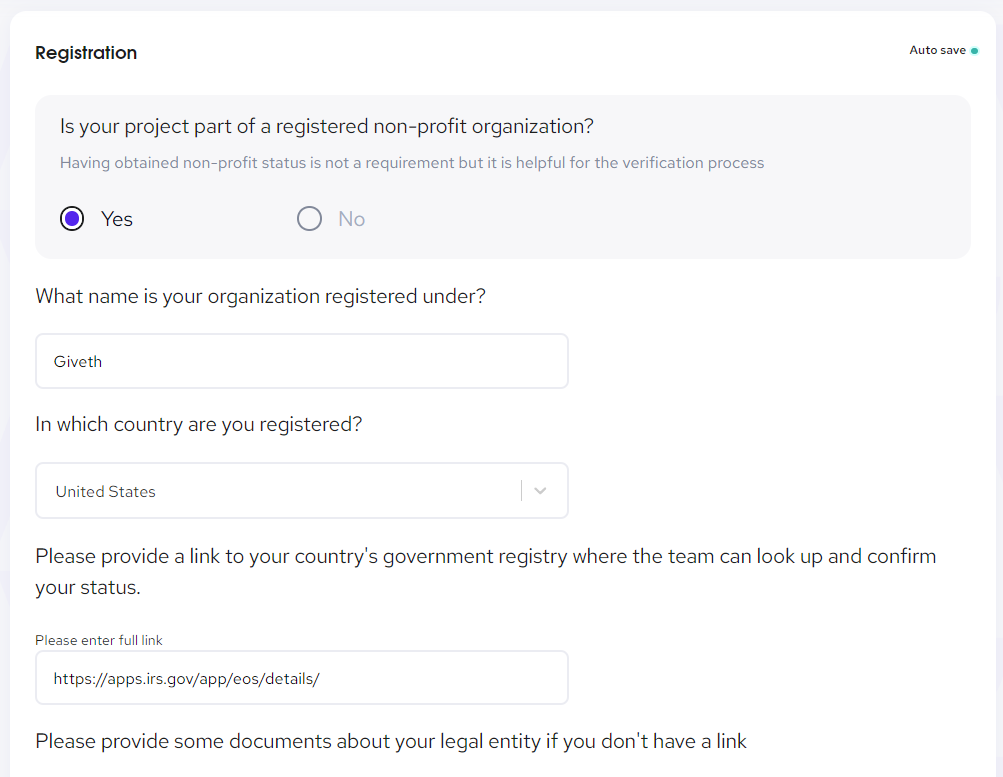 Registration
Auto save
Is your project part of a registered non-profit organization?
Having obtained non-profit status is not a requirement but it is helpful for the verification process
Yes
No
What name is your organization registered under?
Giveth
In which country are you registered?
United States
Please provide a link to your country's government registry where the team can look up and confirm
your status.
Please enter full link
https://apps.irs.gov/app/eos/details/
Please provide some documents about your legal entity if you don't have a link